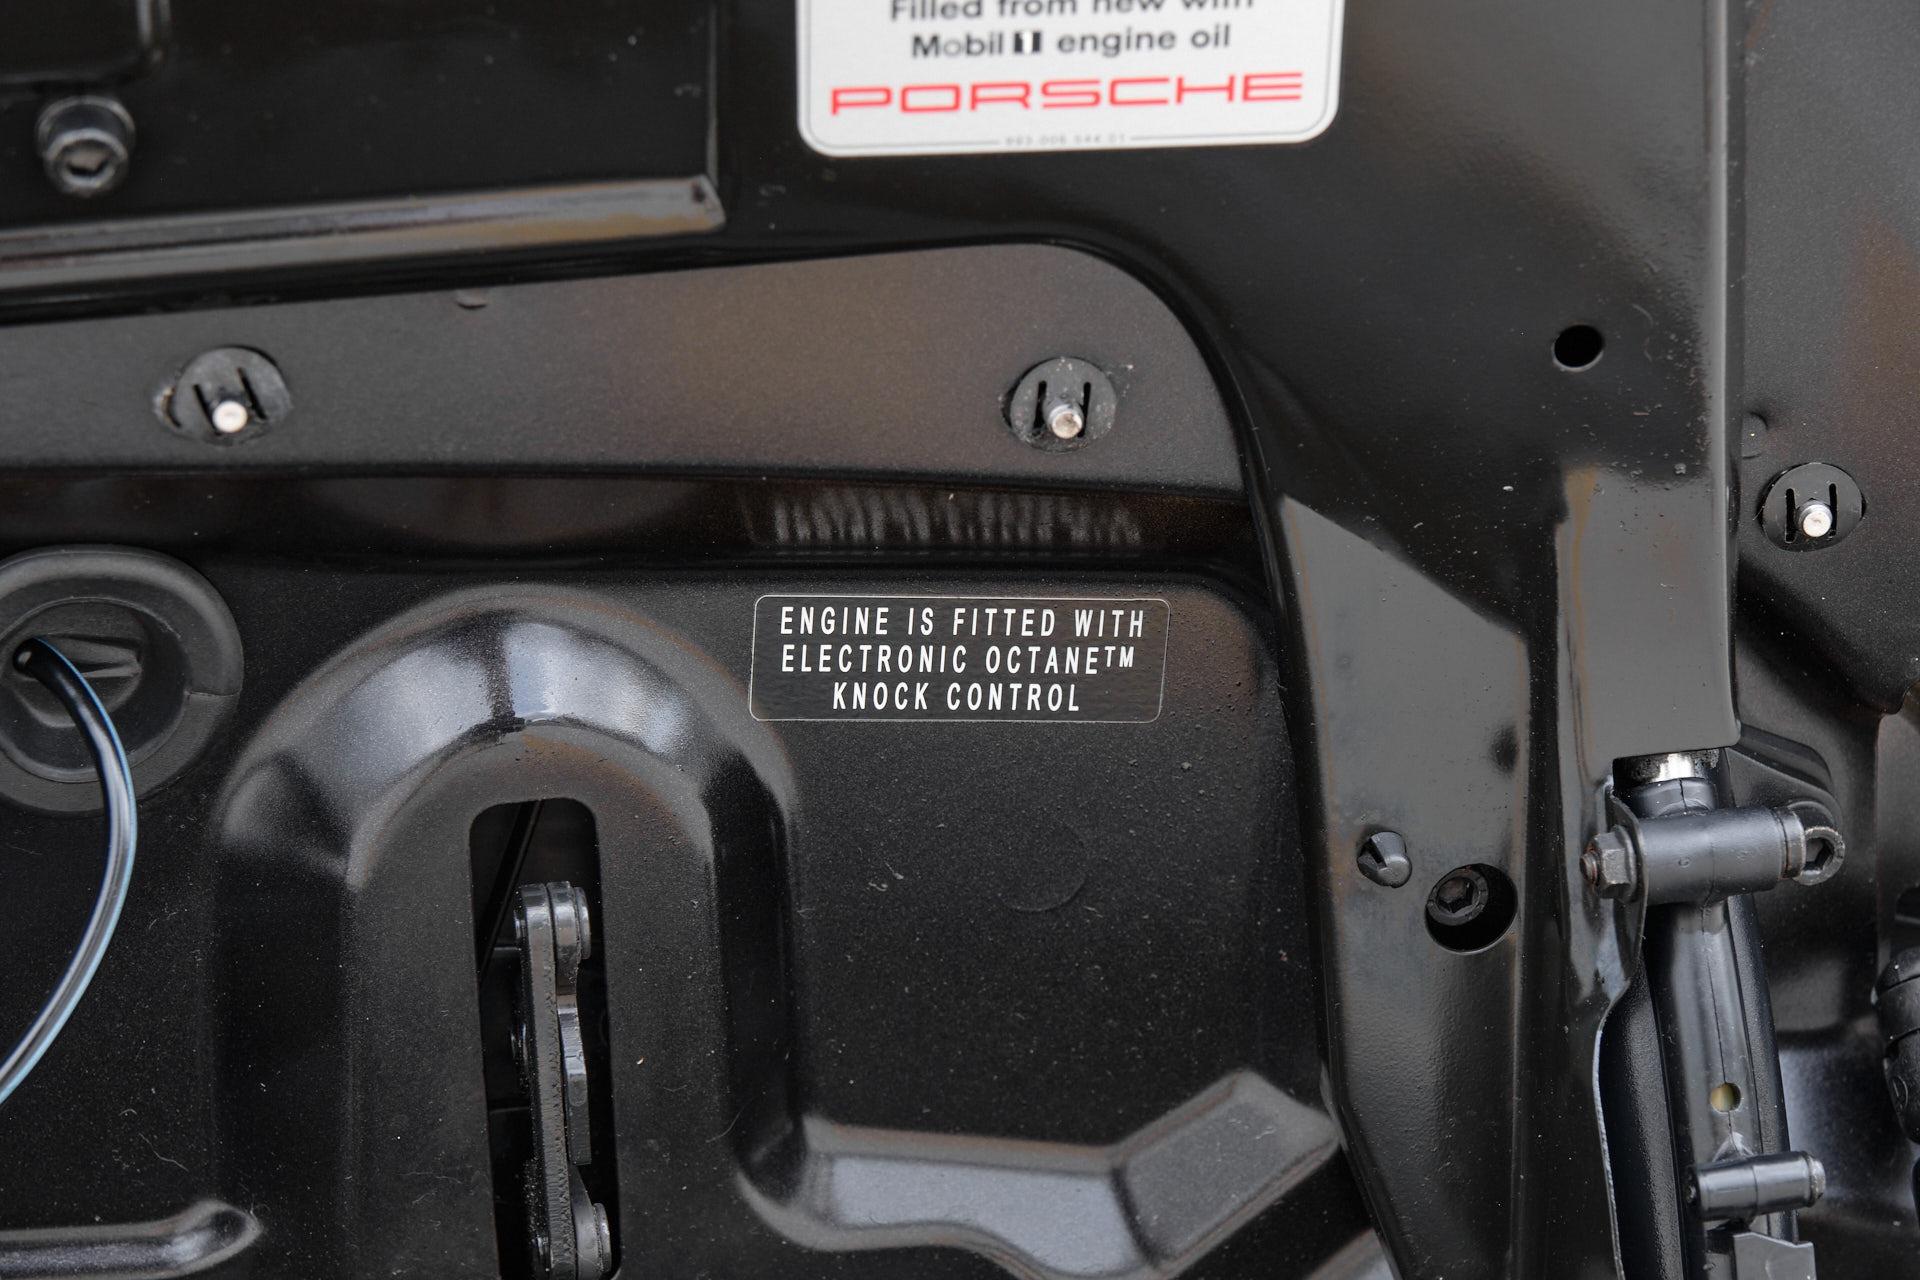 Filled from new with
Mobil 1 engine oil
PORSCHE
ENGINE IS FITTED WITH
ELECTRONIC OCTANE™
KNOCK CONTROL